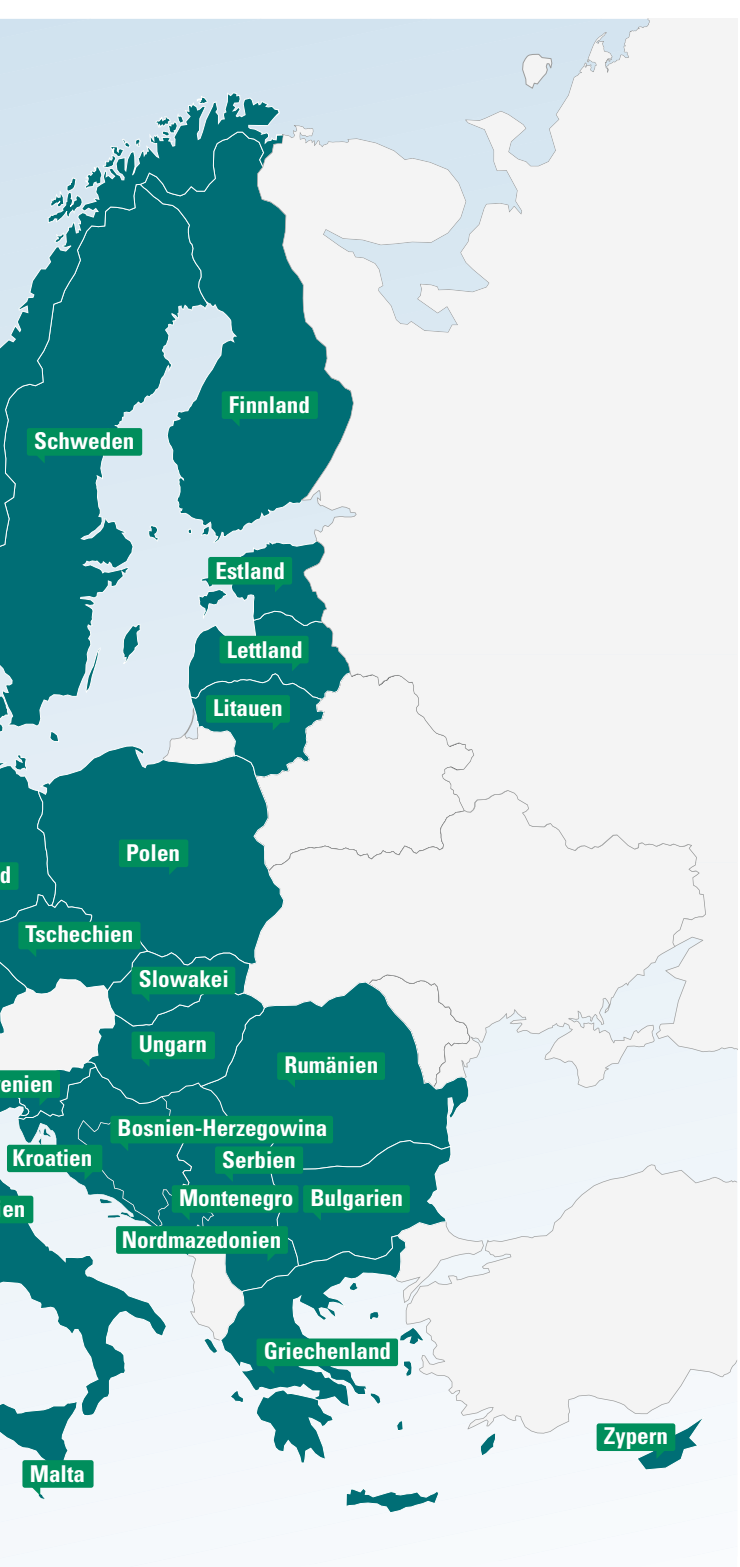 Finnland
Schweden
Estland
Lettland
Litauen
Polen
d
Tschechien
Slowakei
Ungarn
Rumänien
enien
Bosnien-Herzegowina
Kroatien
Serbien
Montenegro
Bulgarien
en
Nordmazedonien
Griechenland
Zypern
Malta